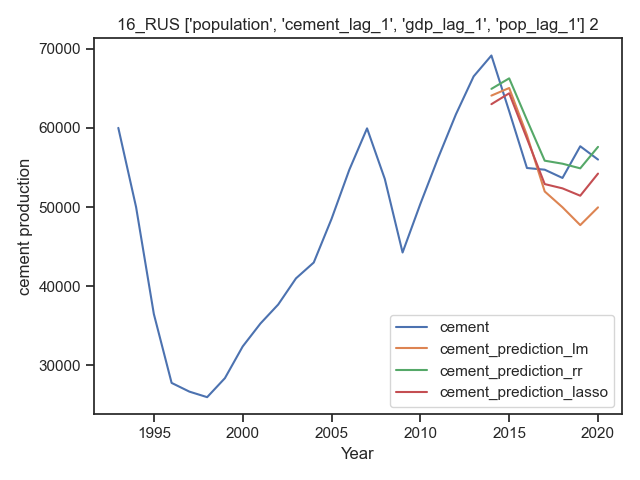 16_RUS ['population', 'cement_lag_1', 'gdp_lag_1', 'pop_lag_1'] 2
70000
60000
50000
40000
30000
cement production
1995
2000
2005
2010
2015
2020
Year
cement
cement_prediction_lm
cement_prediction_rr
cement_prediction_lasso